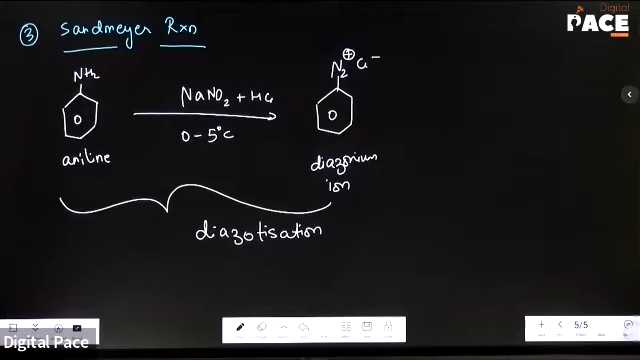 Digital
PACE
③ Sandmeyer Rxn
NH2
N2 ⊕ Cl −
NaNO2 + HCl
0 - 5°C
aniline
diazonium
ion
diazotisation
5/5
Digital Pace